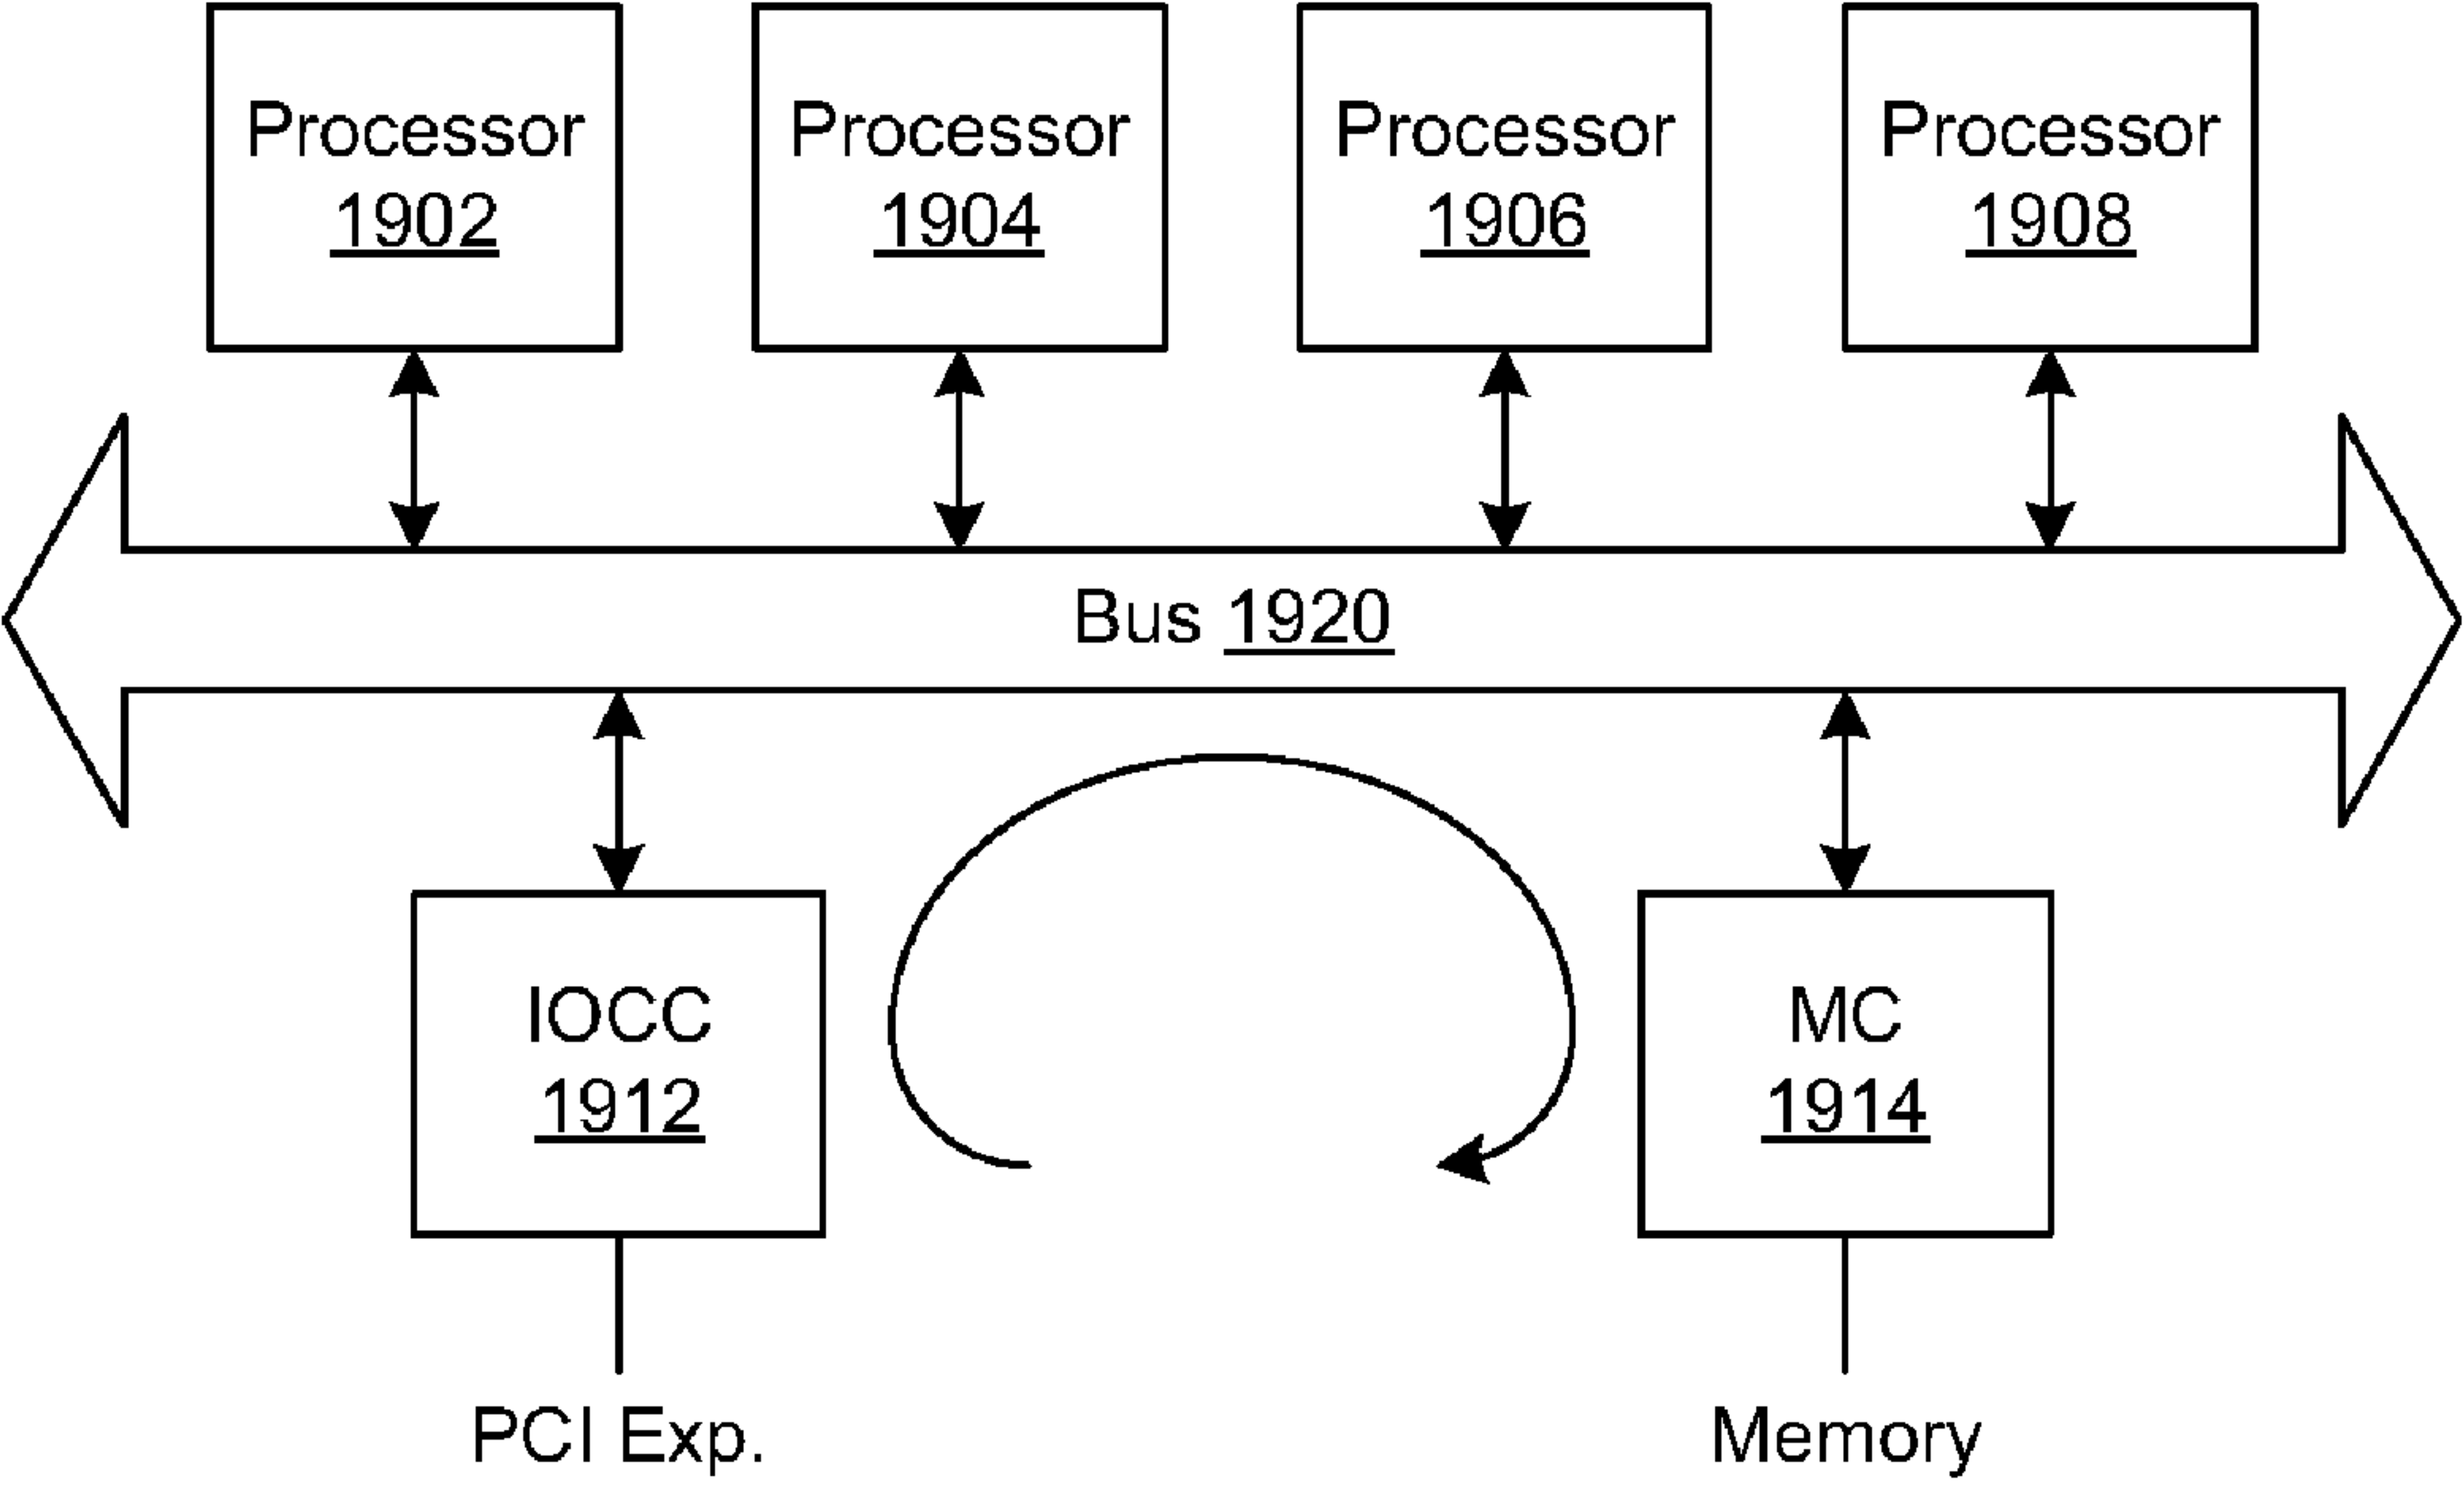 Processor
1902
Processor
1904
Processor
1906
Processor
1908
Bus 1920
IOCC
1912
MC
1914
PCI Exp.
Memory